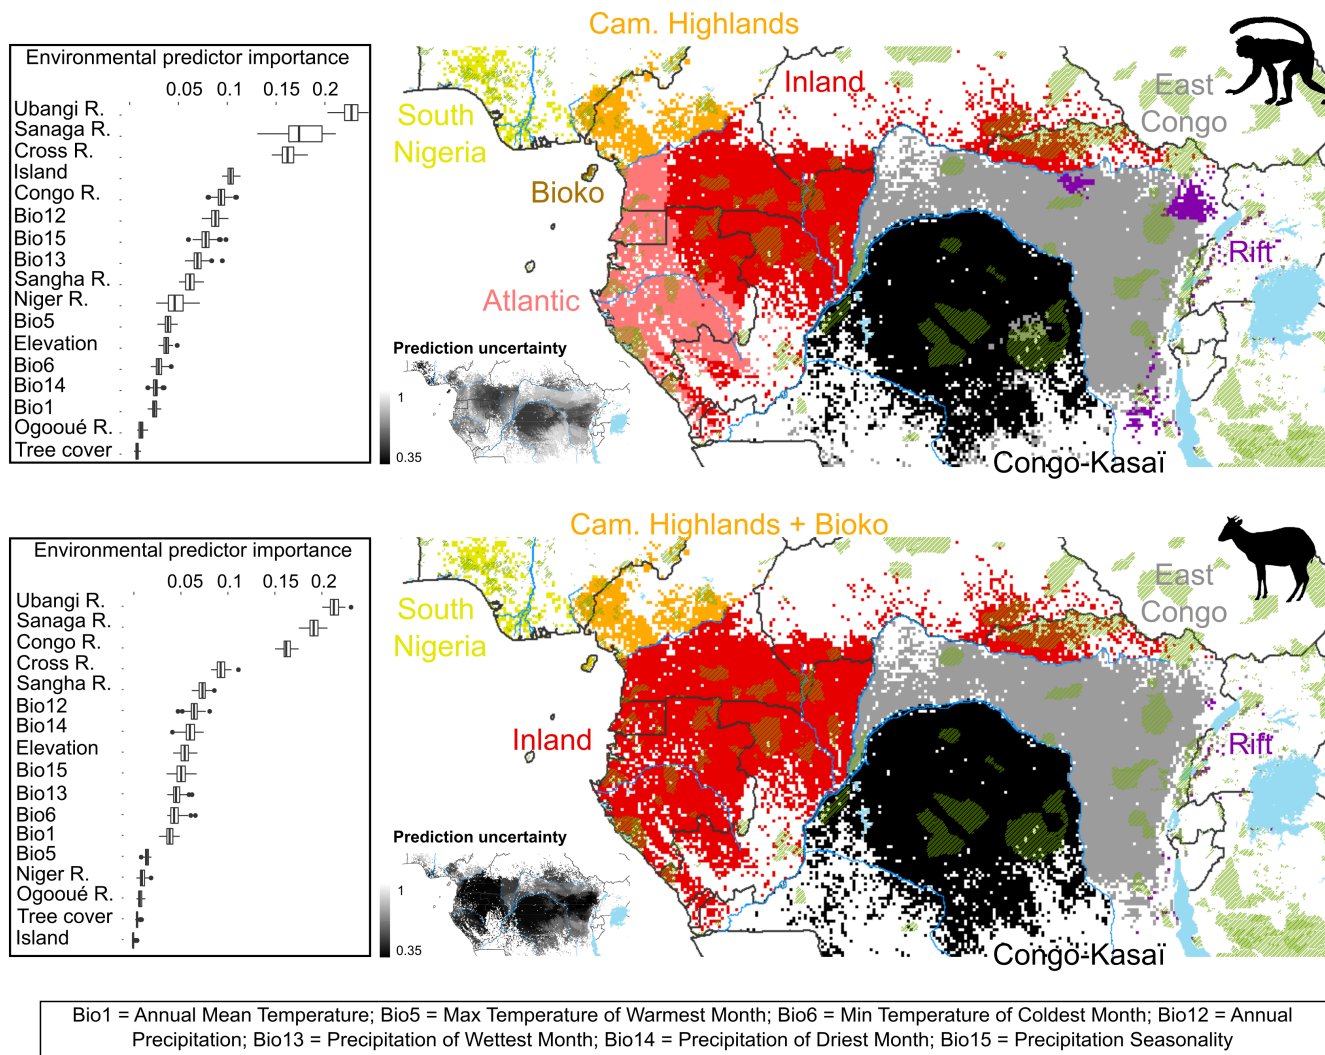 Cam. Highlands
Environmental predictor importance
0.05 0.1 0.15 0.2
Ubangi R.
Sanaga R.
Cross R.
Island
Congo R.
Bio12
Bio15
Bio13
Sangha R.
Niger R.
Bio5
Elevation
Bio6
Bio14
Bio1
Ogooué R.
Tree cover
Inland
East
Congo
South
Nigeria
Bioko
Rift
Atlantic
Prediction uncertainty
1
0.35
Congo-Kasaï
Cam. Highlands + Bioko
Environmental predictor importance
0.05 0.1 0.15 0.2
Ubangi R.
Sanaga R.
Congo R.
Cross R.
Sangha R.
Bio12
Bio14
Elevation
Bio15
Bio13
Bio6
Bio1
Bio5
Niger R.
Ogooué R.
Tree cover
Island
East
Congo
South
Nigeria
Inland
Rift
Prediction uncertainty
1
0.35
Congo-Kasaï
Bio1 = Annual Mean Temperature; Bio5 = Max Temperature of Warmest Month; Bio6 = Min Temperature of Coldest Month; Bio12 = Annual
Precipitation; Bio13 = Precipitation of Wettest Month; Bio14 = Precipitation of Driest Month; Bio15 = Precipitation Seasonality